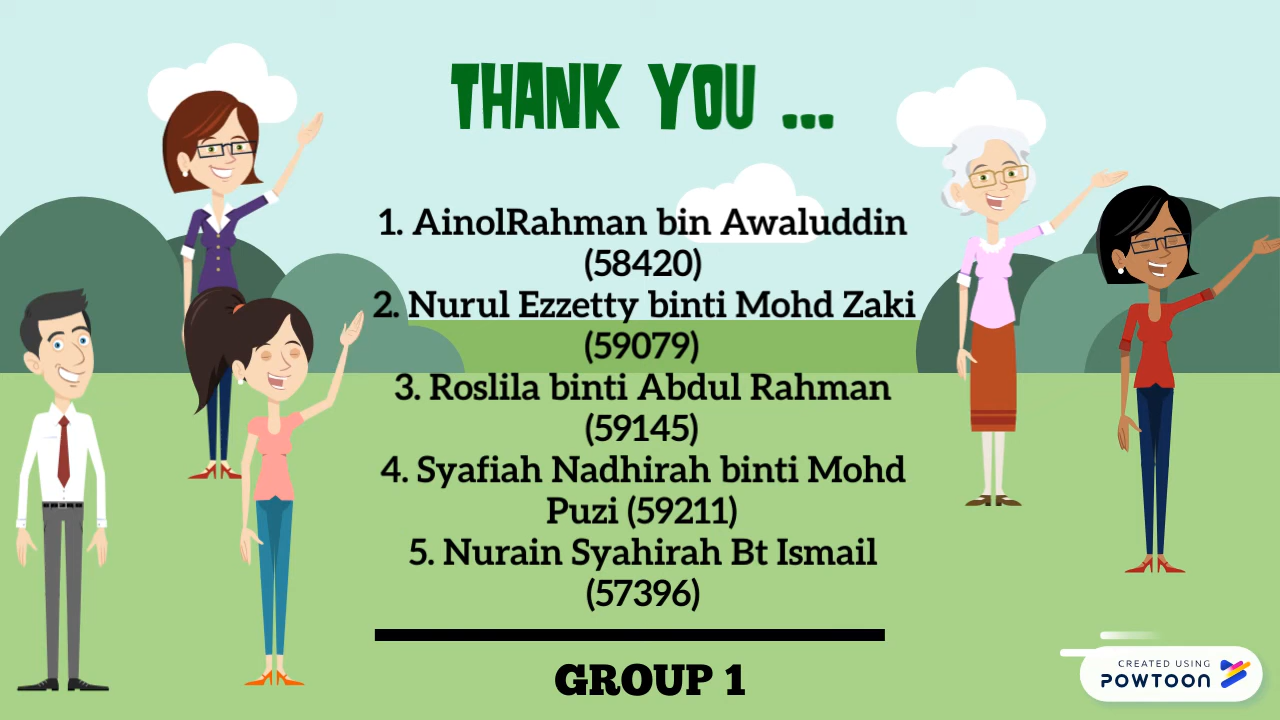 THANK YOU ...
1. AinolRahman bin Awaluddin
(58420)
2. Nurul Ezzetty binti Mohd Zaki
(59079)
3. Roslila binti Abdul Rahman
(59145)
4. Syafiah Nadhirah binti Mohd
Puzi (59211)
5. Nurain Syahirah Bt Ismail
(57396)
GROUP 1
CREATED USING
POWTOON